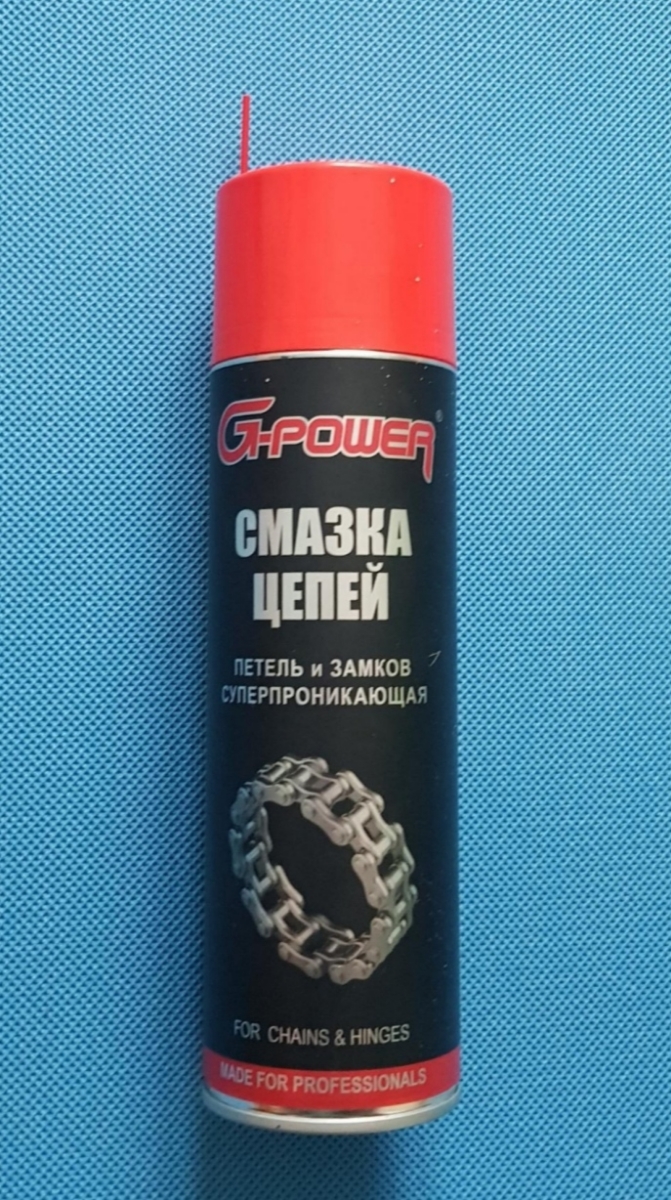 G-POWER®
СМАЗКА
ЦЕПЕЙ
ПЕТЕЛЬ и ЗАМКОВ
СУПЕРПРОНИКАЮЩАЯ
FOR CHAINS & HINGES
MADE FOR PROFESSIONALS